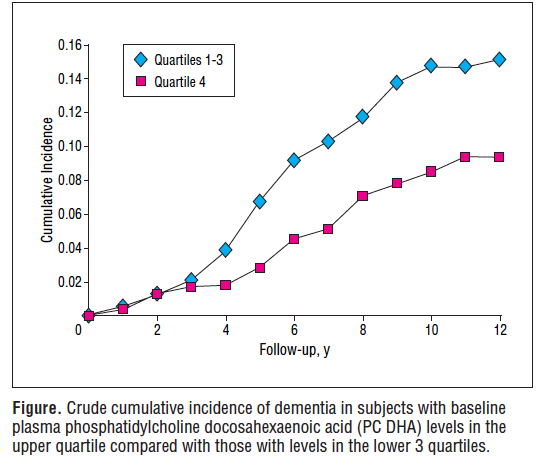 0.16
0.14
0.12
0.10
0.08
0.06
0.04
0.02
Cumulative Incidence
Quartiles 1-3
Quartile 4
0 2 4 6 8 10 12
Follow-up, y
Figure. Crude cumulative incidence of dementia in subjects with baseline
plasma phosphatidylcholine docosahexaenoic acid (PC DHA) levels in the
upper quartile compared with those with levels in the lower 3 quartiles.